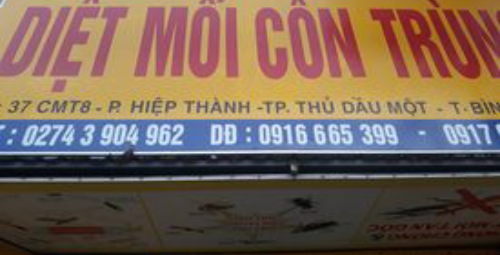 DIỆT MỐI CÔN TRÙN
: 37 CMT8 - P. HIỆP THÀNH -TP. THỦ DẦU MỘT - T. BÌN
: 0274 3 904 962 DĐ : 0916 665 399 - 0917